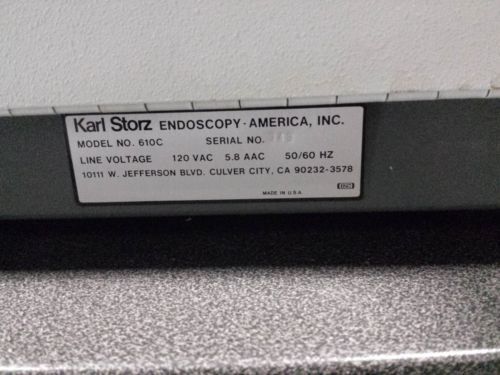 Karl Storz ENDOSCOPY-AMERICA, INC.
MODEL NO. 610C SERIAL NO.
LINE VOLTAGE 120 VAC 5.8 AAC 50/60 HZ
10111 W. JEFFERSON BLVD. CULVER CITY, CA 90232-3578
MADE IN U.S.A.